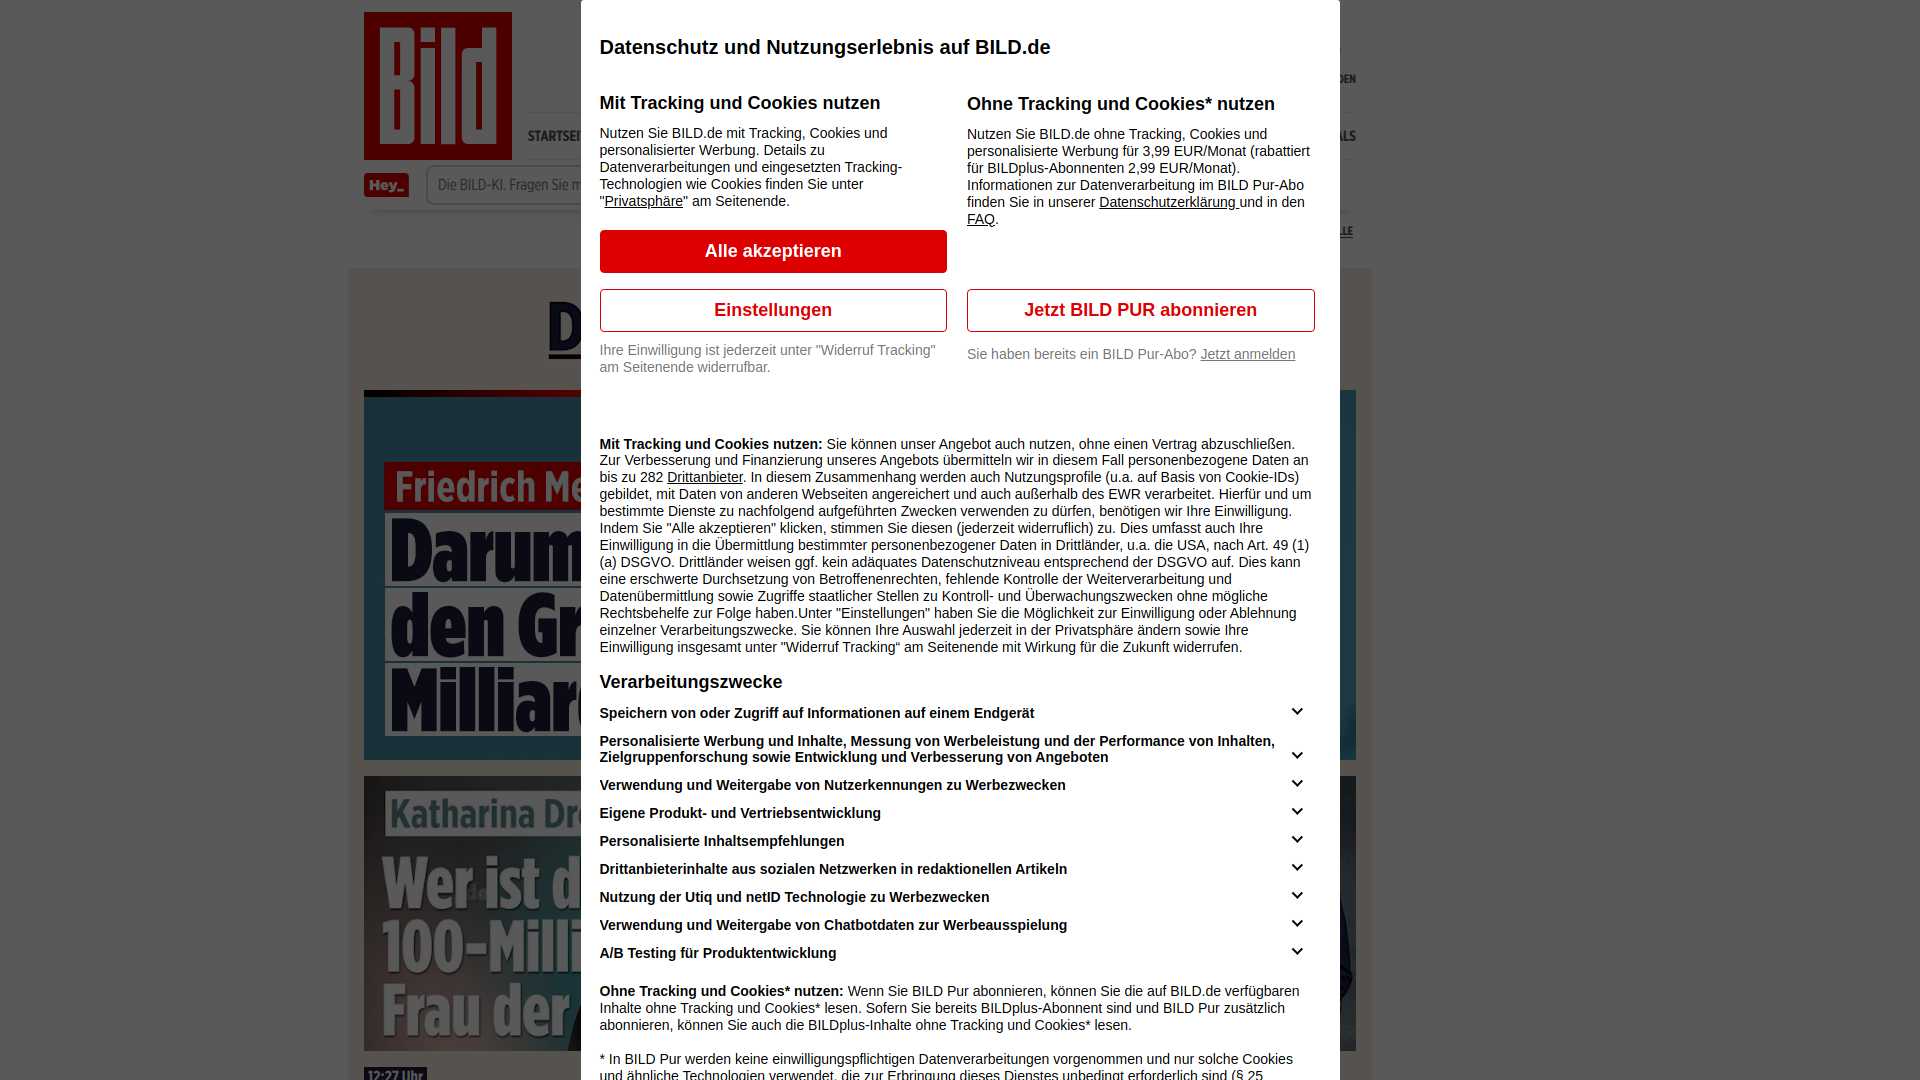 Bild
Datenschutz und Nutzungserlebnis auf BILD.de
Mit Tracking und Cookies nutzen
Nutzen Sie BILD.de mit Tracking, Cookies und
personalisierter Werbung. Details zu
Datenverarbeitungen und eingesetzten Tracking-
Technologien wie Cookies finden Sie unter
"Privatsphäre" am Seitenende.
Alle akzeptieren
Einstellungen
Ihre Einwilligung ist jederzeit unter "Widerruf Tracking"
am Seitenende widerrufbar.
Ohne Tracking und Cookies* nutzen
Nutzen Sie BILD.de ohne Tracking, Cookies und
personalisierte Werbung für 3,99 EUR/Monat (rabattiert
für BILDplus-Abonnenten 2,99 EUR/Monat).
Informationen zur Datenverarbeitung im BILD Pur-Abo
finden Sie in unserer Datenschutzerklärung und in den
FAQ.
Jetzt BILD PUR abonnieren
Sie haben bereits ein BILD Pur-Abo? Jetzt anmelden
Mit Tracking und Cookies nutzen: Sie können unser Angebot auch nutzen, ohne einen Vertrag abzuschließen.
Zur Verbesserung und Finanzierung unseres Angebots übermitteln wir in diesem Fall personenbezogene Daten an
bis zu 282 Drittanbieter. In diesem Zusammenhang werden auch Nutzungsprofile (u.a. auf Basis von Cookie-IDs)
gebildet, mit Daten von anderen Webseiten angereichert und auch außerhalb des EWR verarbeitet. Hierfür und um
bestimmte Dienste zu nachfolgend aufgeführten Zwecken verwenden zu dürfen, benötigen wir Ihre Einwilligung.
Indem Sie "Alle akzeptieren" klicken, stimmen Sie diesen (jederzeit widerruflich) zu. Dies umfasst auch Ihre
Einwilligung in die Übermittlung bestimmter personenbezogener Daten in Drittländer, u.a. die USA, nach Art. 49 (1)
(a) DSGVO. Drittländer weisen ggf. kein adäquates Datenschutzniveau entsprechend der DSGVO auf. Dies kann
eine erschwerte Durchsetzung von Betroffenenrechten, fehlende Kontrolle der Weiterverarbeitung und
Datenübermittlung sowie Zugriffe staatlicher Stellen zu Kontroll- und Überwachungszwecken ohne mögliche
Rechtsbehelfe zur Folge haben.Unter "Einstellungen" haben Sie die Möglichkeit zur Einwilligung oder Ablehnung
einzelner Verarbeitungszwecke. Sie können Ihre Auswahl jederzeit in der Privatsphäre ändern sowie Ihre
Einwilligung insgesamt unter "Widerruf Tracking“ am Seitenende mit Wirkung für die Zukunft widerrufen.
Verarbeitungszwecke
Speichern von oder Zugriff auf Informationen auf einem Endgerät
Personalisierte Werbung und Inhalte, Messung von Werbeleistung und der Performance von Inhalten,
Zielgruppenforschung sowie Entwicklung und Verbesserung von Angeboten
Verwendung und Weitergabe von Nutzerkennungen zu Werbezwecken
Eigene Produkt- und Vertriebsentwicklung
Personalisierte Inhaltsempfehlungen
Drittanbieterinhalte aus sozialen Netzwerken in redaktionellen Artikeln
Nutzung der Utiq und netID Technologie zu Werbezwecken
Verwendung und Weitergabe von Chatbotdaten zur Werbeausspielung
A/B Testing für Produktentwicklung
Ohne Tracking und Cookies* nutzen: Wenn Sie BILD Pur abonnieren, können Sie die auf BILD.de verfügbaren
Inhalte ohne Tracking und Cookies* lesen. Sofern Sie bereits BILDplus-Abonnent sind und BILD Pur zusätzlich
abonnieren, können Sie auch die BILDplus-Inhalte ohne Tracking und Cookies* lesen.
* In BILD Pur werden keine einwilligungspflichtigen Datenverarbeitungen vorgenommen und nur solche Cookies
und ähnliche Technologien verwendet, die zur Erbringung dieses Dienstes unbedingt erforderlich sind (§ 25
STARTSEI
Hey_
Die BILD-KI. Fragen Sie m
DEN
ALS
LLE
D
Friedrich Me
Darum
den Gr
Milliar
Katharina Dr
Wer ist d
100-Milli
Frau der
12:27 Uhr